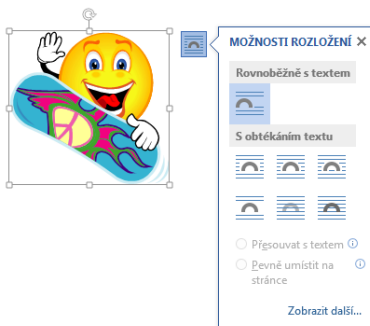 MOŽNOSTI ROZLOŽENÍ ×
Rovnoběžně s textem
S obtékáním textu
Přesouvat s textem
Pevně umístit na
stránce
Zobrazit další...